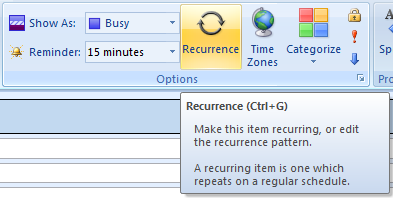 Show As: Busy
Reminder: 15 minutes
Recurrence
Time
Zones
Categorize
Options
Recurrence (Ctrl+G)
Make this item recurring, or edit
the recurrence pattern.
A recurring item is one which
repeats on a regular schedule.